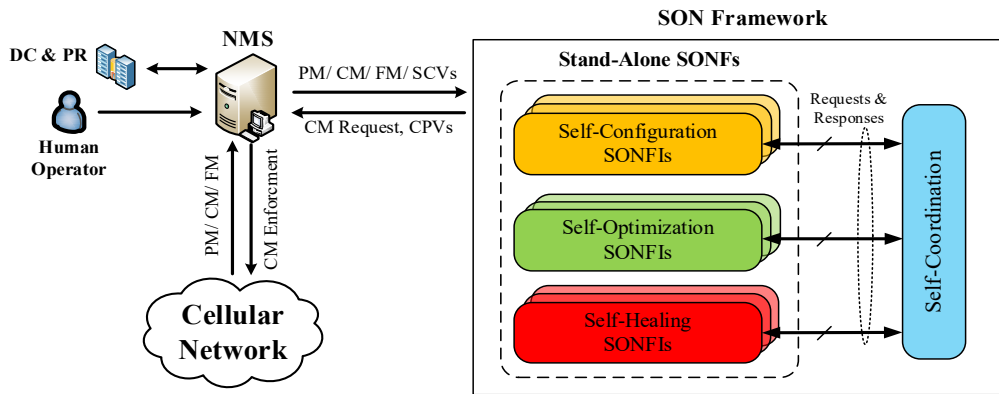 SON Framework
NMS
DC & PR
Human
Operator
PM/ CM/ FM/ SCVs
CM Request, CPVs
PM/ CM/ FM
CM Enforcment
Cellular
Network
Stand-Alone SONFs
Self-Configuration
SONFIs
Self-Optimization
SONFIs
Self-Healing
SONFIs
Requests &
Responses
Self-Coordination